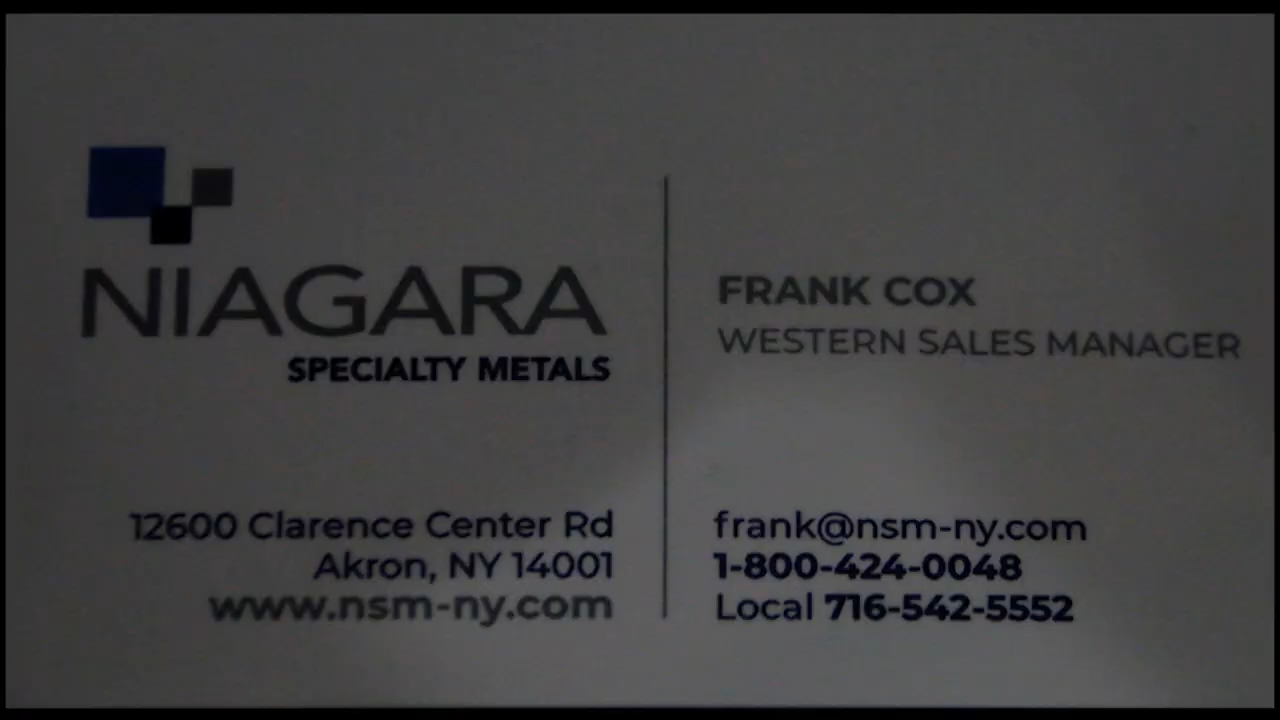 NIAGARA
SPECIALTY METALS
12600 Clarence Center Rd
Akron, NY 14001
www.nsm-ny.com
FRANK COX
WESTERN SALES MANAGER
frank@nsm-ny.com
1-800-424-0048
Local 716-542-5552